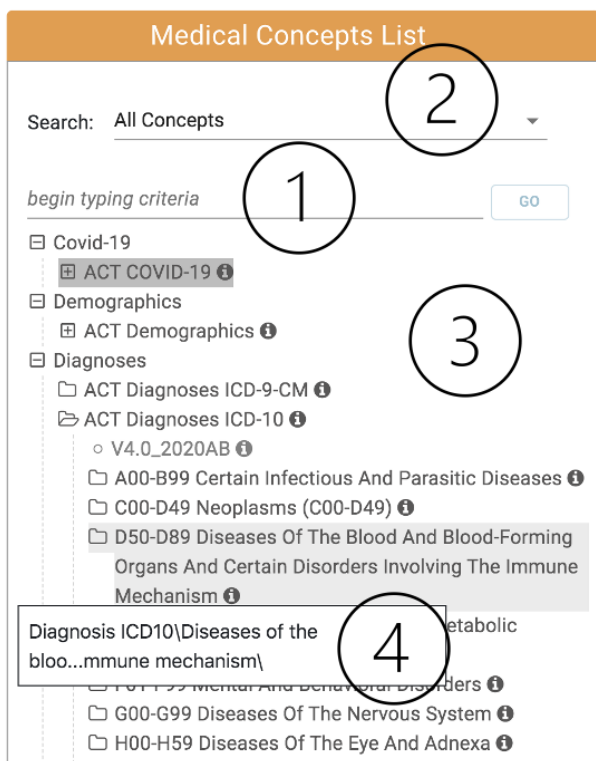 Medical Concepts List
2
Search: All Concepts
1
begin typing criteria GO
Covid-19
ACT COVID-19
Demographics
ACT Demographics
3
Diagnoses
ACT Diagnoses ICD-9-CM
ACT Diagnoses ICD-10
V4.0_2020AB
A00-B99 Certain Infectious And Parasitic Diseases
C00-D49 Neoplasms (C00-D49)
D50-D89 Diseases Of The Blood And Blood-Forming
Organs And Certain Disorders Involving The Immune
Mechanism
etabolic
Diagnosis ICD10\Diseases of the
bloo...mmune mechanism\
4
Mental And Behavioral Disorders
G00-G99 Diseases Of The Nervous System
H00-H59 Diseases Of The Eye And Adnexa